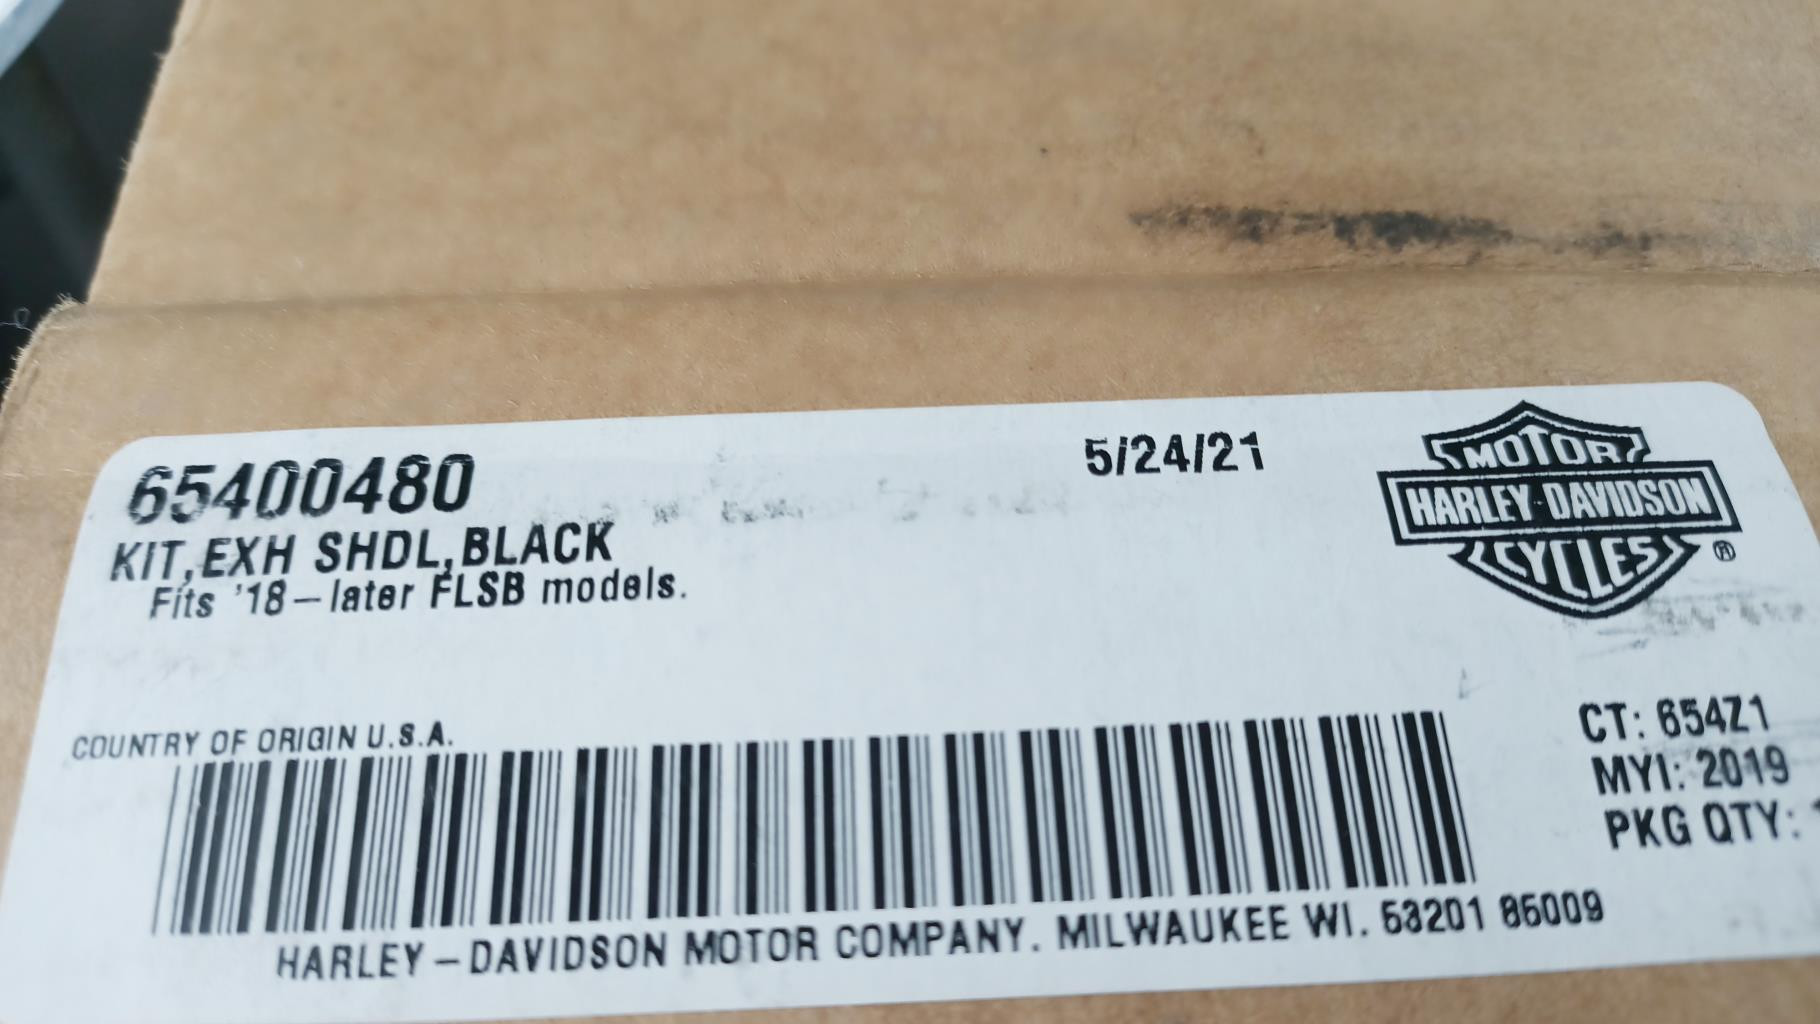 65400480
5/24/21
MOTOR
HARLEY-DAVIDSON
CYCLES
®
KIT,EXH SHDL,BLACK
Fits '18–later FLSB models.
COUNTRY OF ORIGIN U.S.A.
CT: 654Z1
MYI: 2019
PKG QTY:
HARLEY–DAVIDSON MOTOR COMPANY. MILWAUKEE WI. 53201 86009